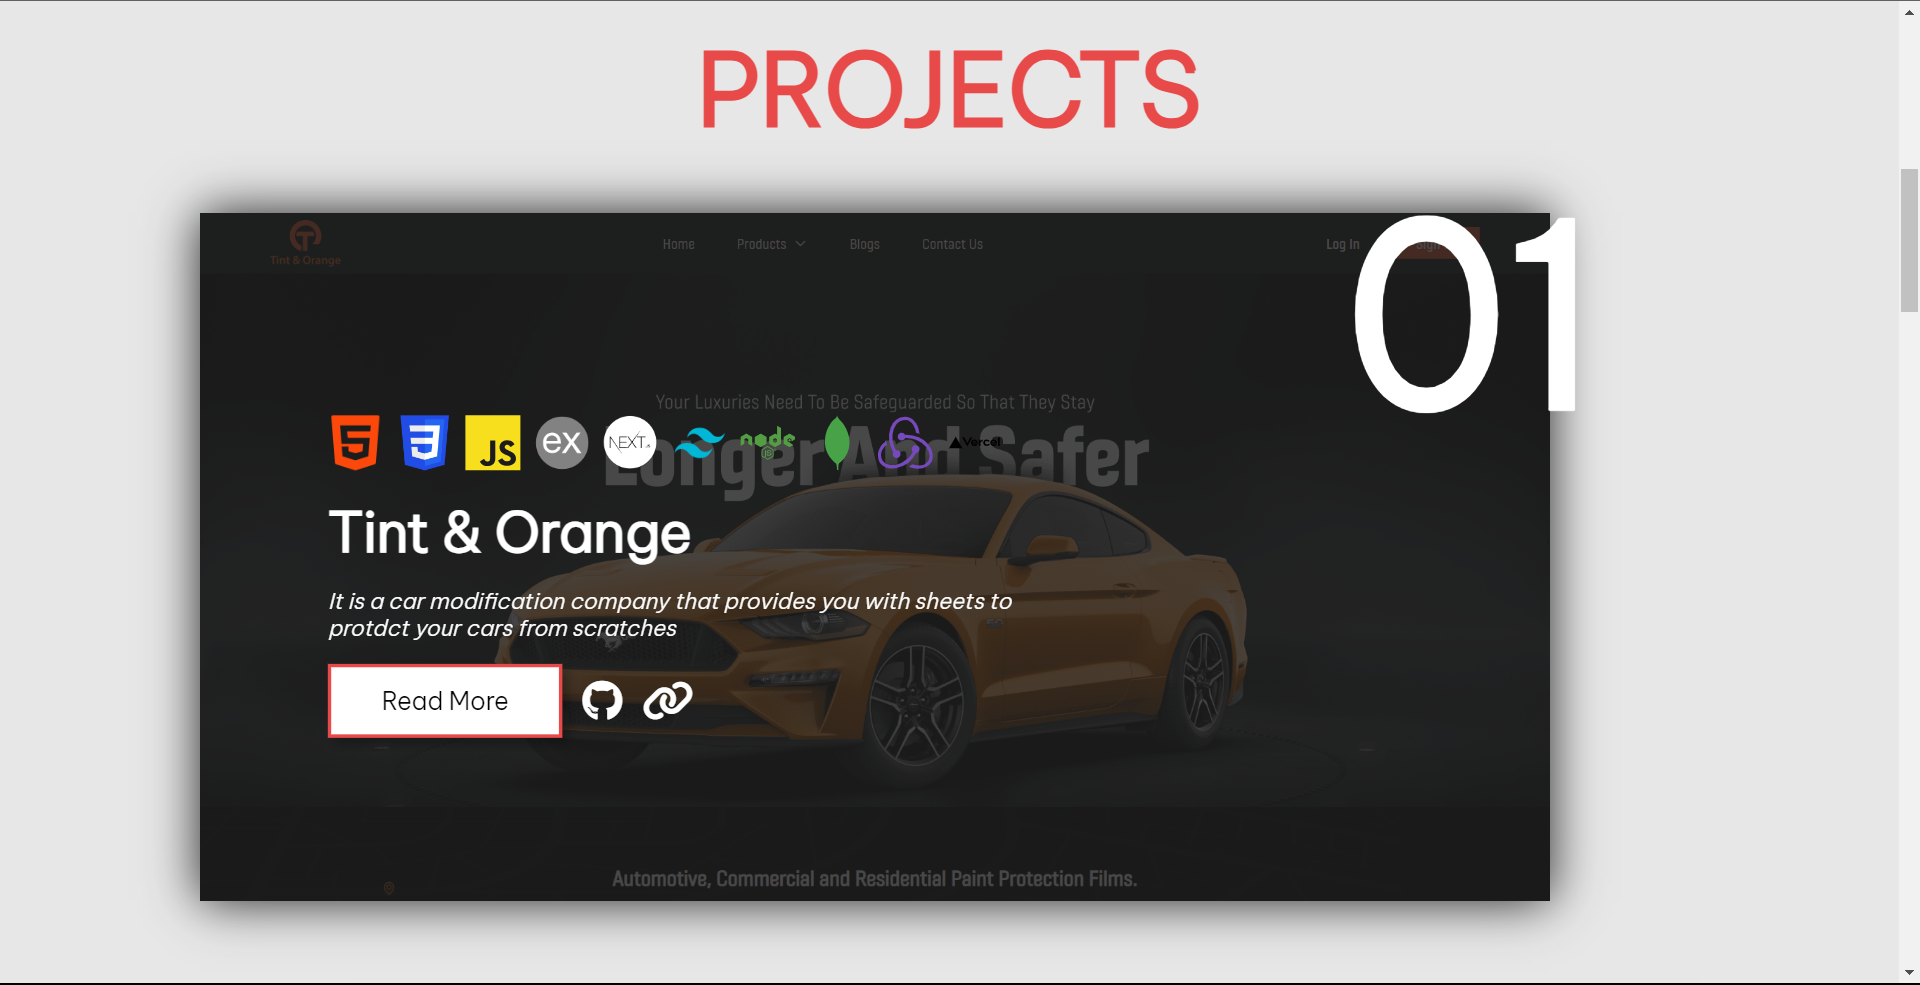 PROJECTS
Tint & Orange
Home Products Blogs Contact Us Log In Sign
01
Your Luxuries Need To Be Safeguarded So That They Stay
Longer And Safer
JS ex NEXT.JS node JS Vercel
Tint & Orange
It is a car modification company that provides you with sheets to
protdct your cars from scratches
Read More
Automotive, Commercial and Residential Paint Protection Films.